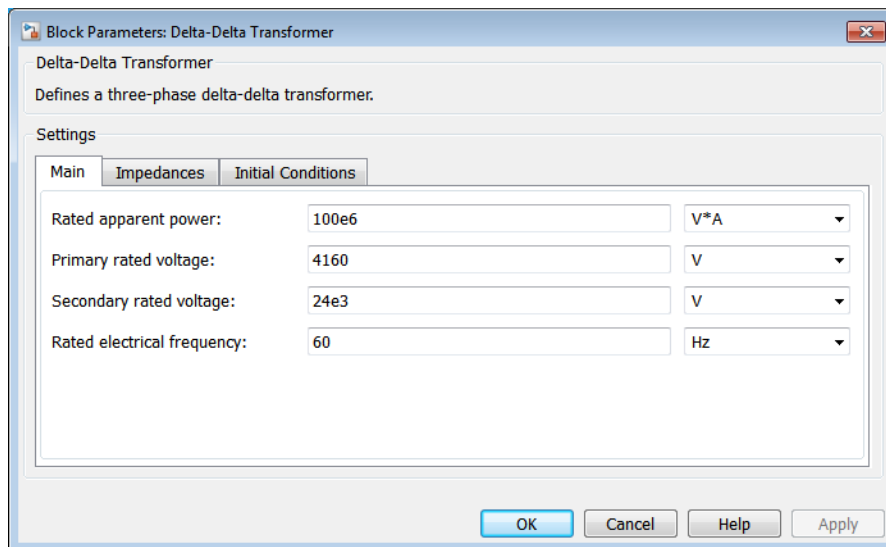 Block Parameters: Delta-Delta Transformer
Delta-Delta Transformer
Defines a three-phase delta-delta transformer.
Settings
Main Impedances Initial Conditions
Rated apparent power: 100e6 V*A
Primary rated voltage: 4160 V
Secondary rated voltage: 24e3 V
Rated electrical frequency: 60 Hz
OK Cancel Help Apply